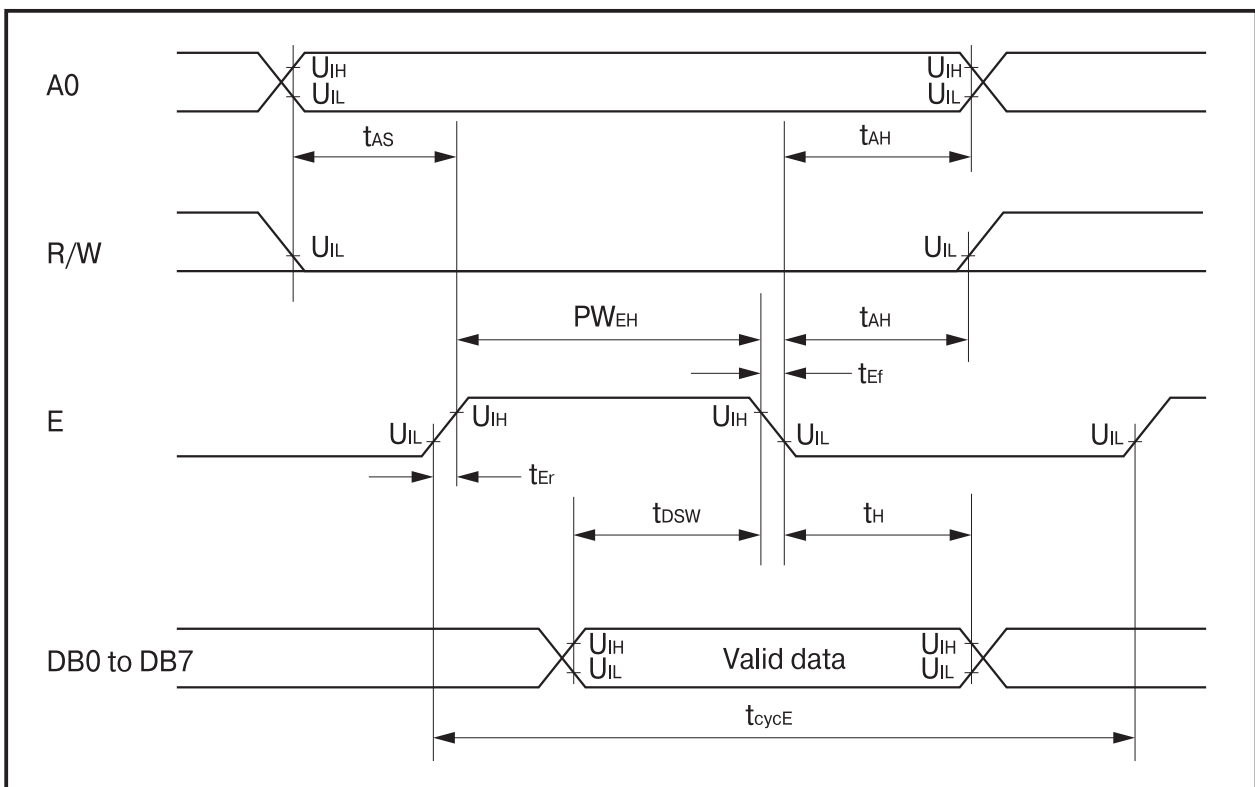 A0
UIH
UIL
UIH
UIL
tAS
tAH
R/W
UIL
UIL
PWEH
tAH
tEf
E
UIL
UIH
UIH
UIL
UIL
tEr
tDSW
tH
DB0 to DB7
UIH
UIL
Valid data
UIH
UIL
tcycE